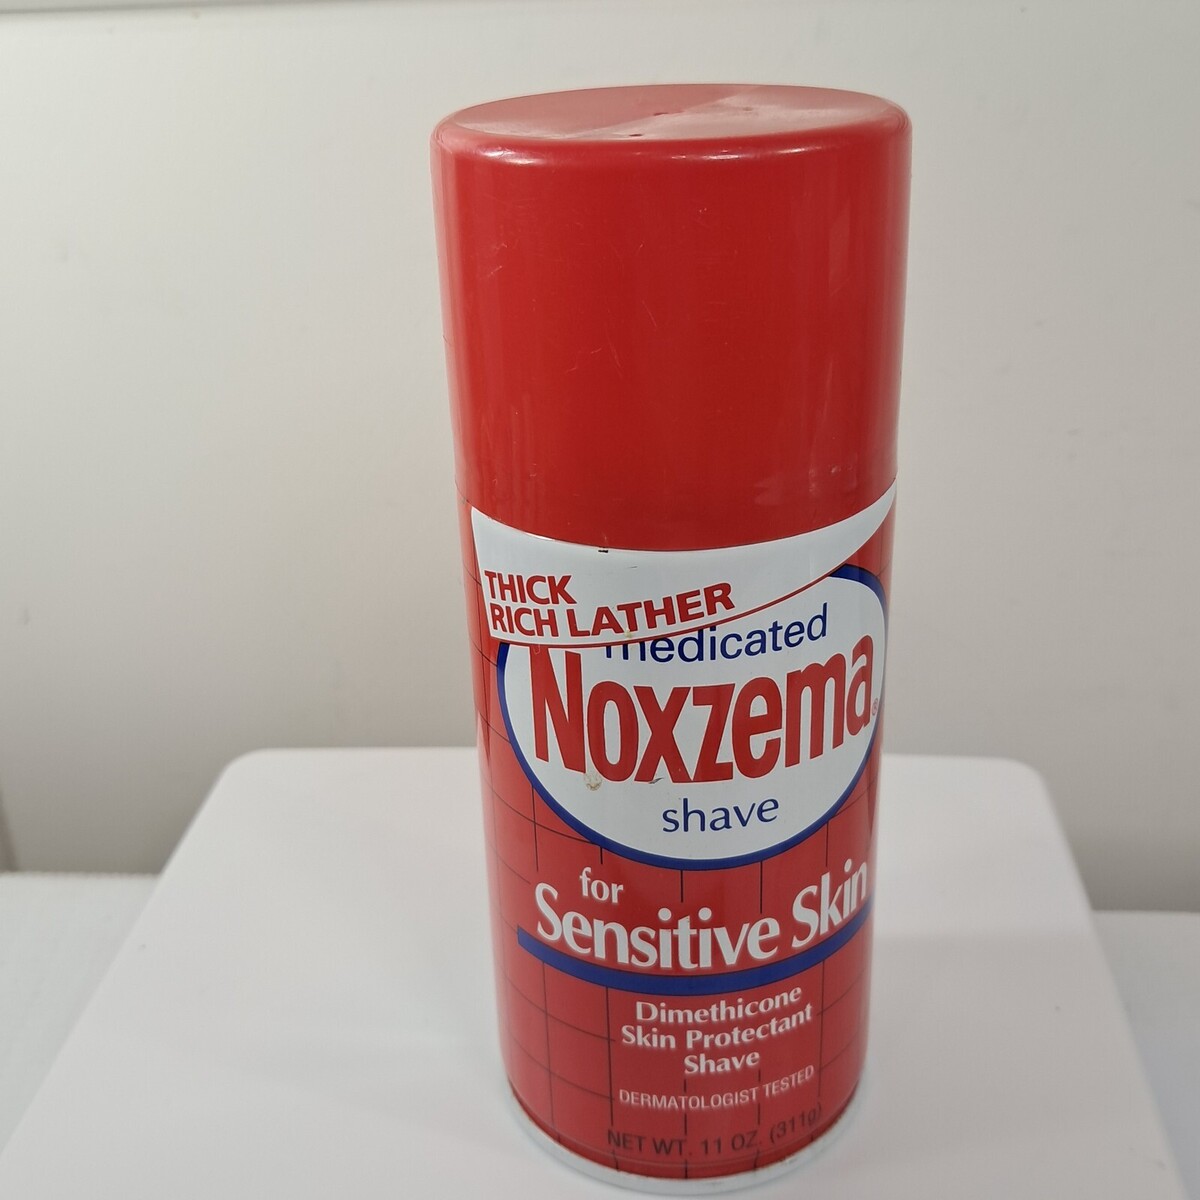 THICK
RICH LATHER
medicated
Noxzema®
shave
for
Sensitive Skin
Dimethicone
Skin Protectant
Shave
DERMATOLOGIST TESTED
NET WT. 11 OZ. (311g)